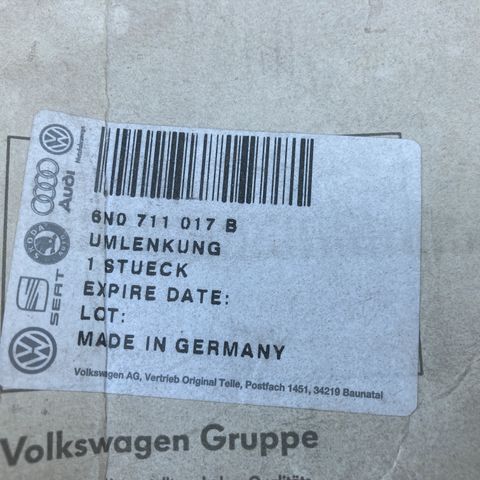 6N0 711 017 B
UMLENKUNG
1 STUECK
EXPIRE DATE:
LOT:
MADE IN GERMANY
Volkswagen AG, Vertrieb Original Teile, Postfach 1451, 34219 Baunatal
Audi
SKODA
SEAT
Volkswagen Gruppe